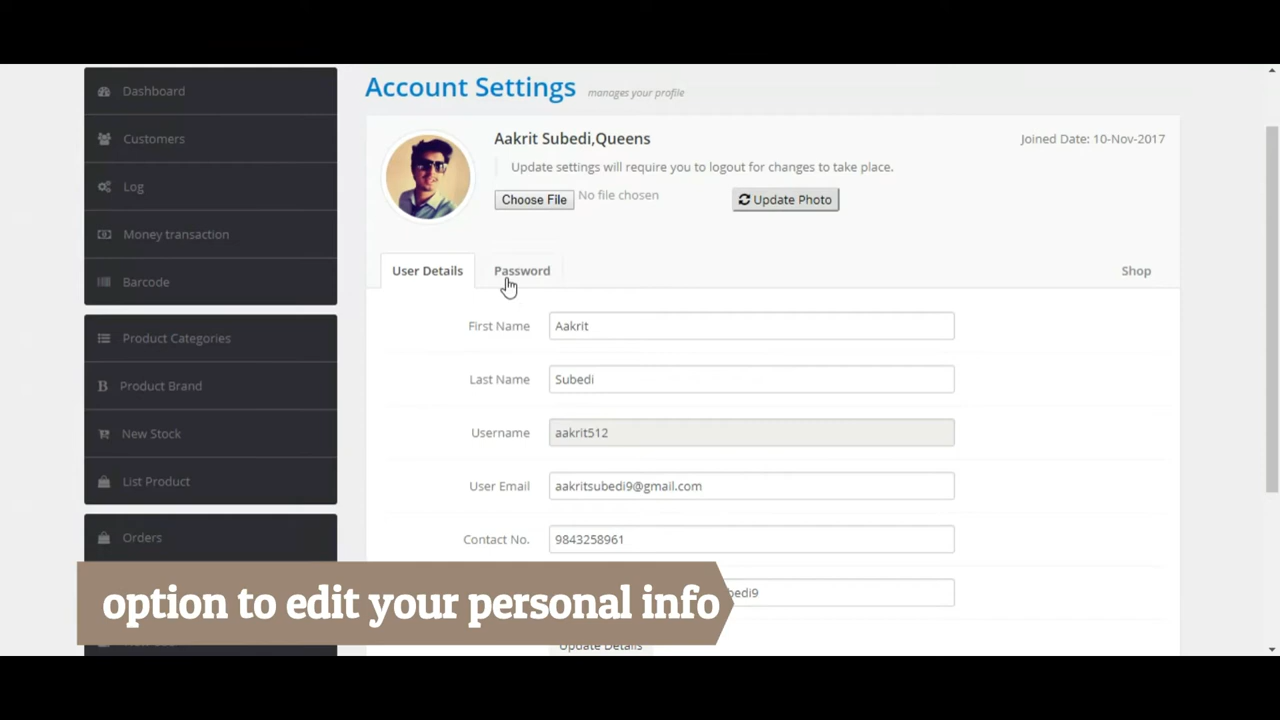 Account Settings manages your profile
Dashboard
Customers
Log
Money transaction
Barcode
Product Categories
Product Brand
New Stock
List Product
Orders
Aakrit Subedi,Queens
Joined Date: 10-Nov-2017
Update settings will require you to logout for changes to take place.
Choose File No file chosen
Update Photo
User Details
Password
Shop
First Name Aakrit
Last Name Subedi
Username aakrit512
User Email aakritsubedi9@gmail.com
Contact No. 9843258961
option to edit your personal info
Update Details